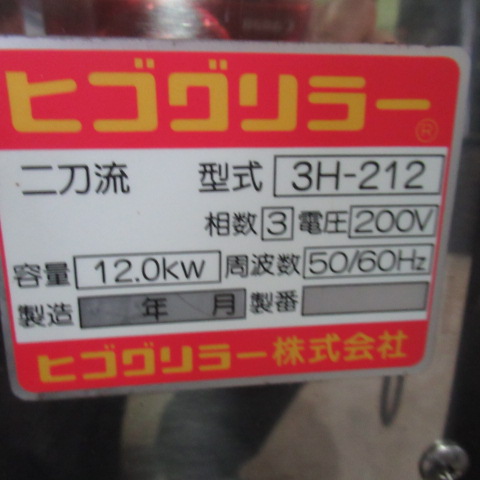 ヒゴグリラー®
二刀流 型式 3H-212
相数 3 電圧 200V
容量 12.0KW 周波数 50/60Hz
製造 年 月 製番
ヒゴグリラー株式会社